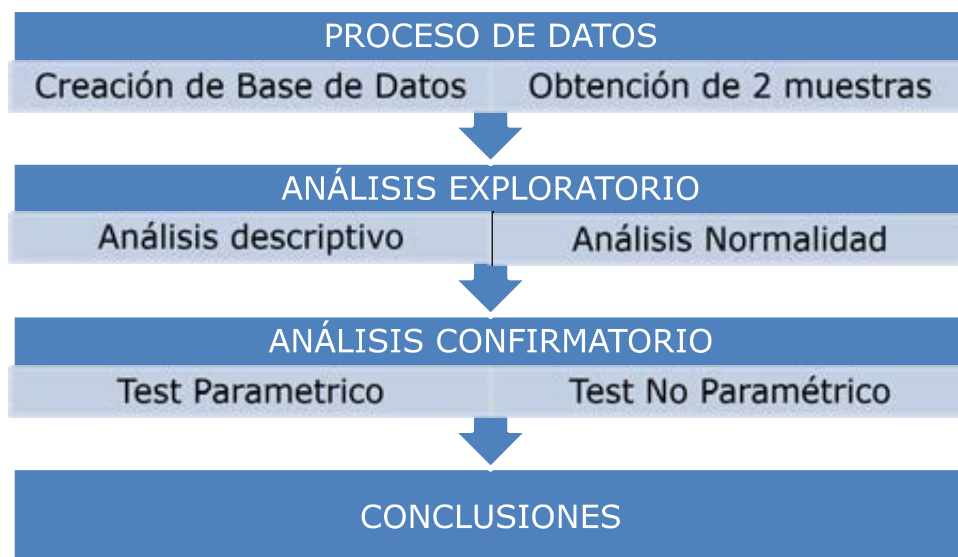 PROCESO DE DATOS
Creación de Base de Datos Obtención de 2 muestras
ANÁLISIS EXPLORATORIO
Análisis descriptivo Análisis Normalidad
ANÁLISIS CONFIRMATORIO
Test Parametrico Test No Paramétrico
CONCLUSIONES